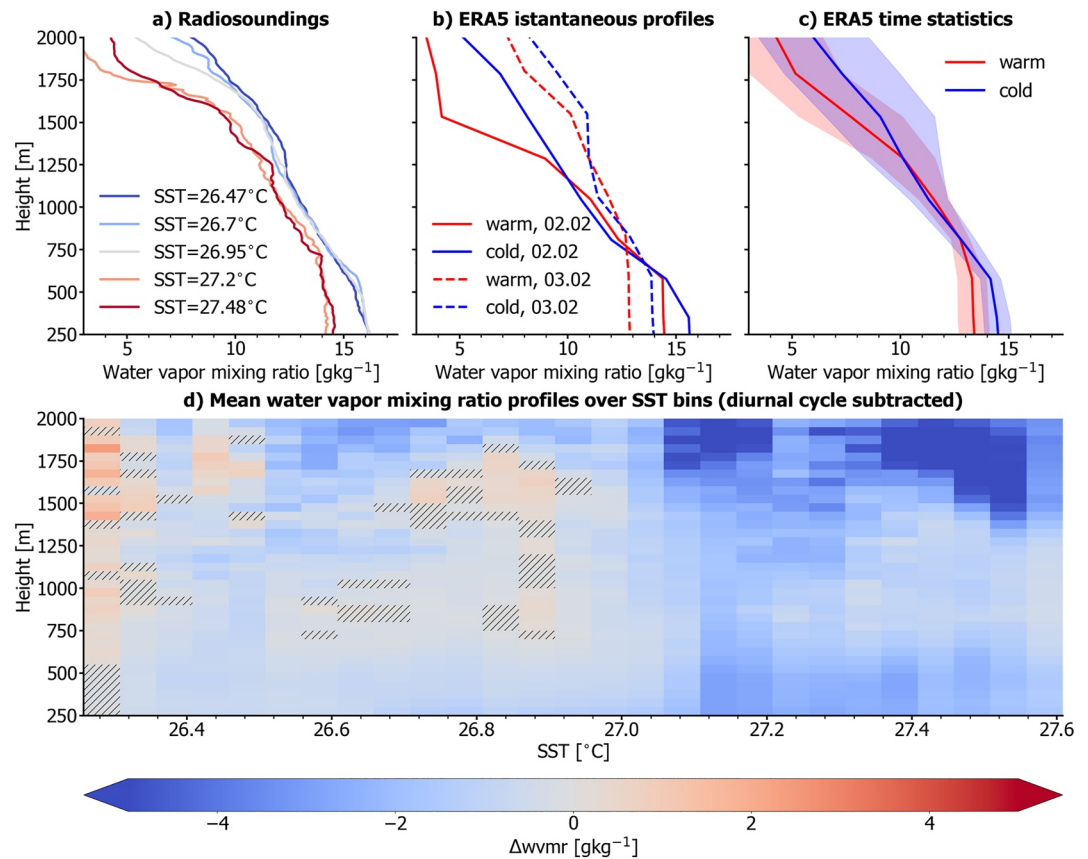 a) Radiosoundings
b) ERA5 istantaneous profiles
c) ERA5 time statistics
2000
1750
1500
1250
1000
750
500
250
Height [m]
SST=26.47°C
SST=26.7°C
SST=26.95°C
SST=27.2°C
SST=27.48°C
5
10
15
Water vapor mixing ratio [gkg⁻¹]
warm, 02.02
cold, 02.02
warm, 03.02
cold, 03.02
5
10
15
Water vapor mixing ratio [gkg⁻¹]
warm
cold
5
10
15
Water vapor mixing ratio [gkg⁻¹]
d) Mean water vapor mixing ratio profiles over SST bins (diurnal cycle subtracted)
2000
1750
1500
1250
1000
750
500
250
Height [m]
26.4
26.6
26.8
27.0
27.2
27.4
27.6
SST [°C]
−4
−2
0
2
4
Δwvmr [gkg⁻¹]